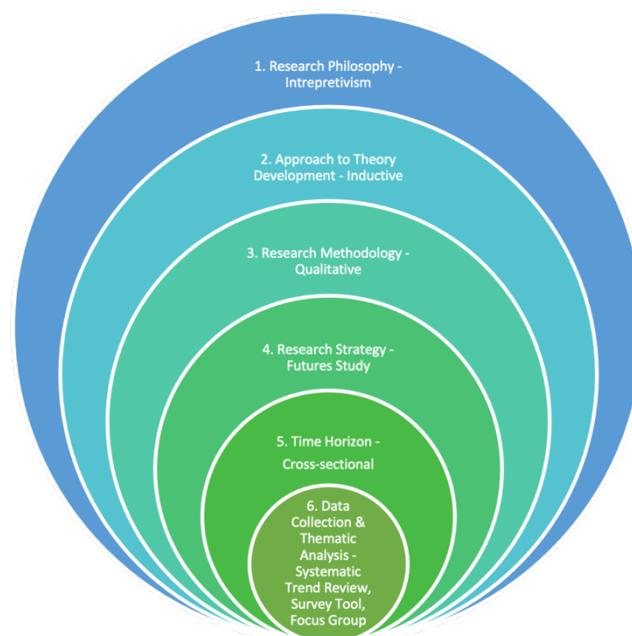 1. Research Philosophy -
Intrepretivism
2. Approach to Theory
Development - Inductive
3. Research Methodology -
Qualitative
4. Research Strategy -
Futures Study
5. Time Horizon -
Cross-sectional
6. Data
Collection &
Thematic
Analysis -
Systematic
Trend Review,
Survey Tool,
Focus Group